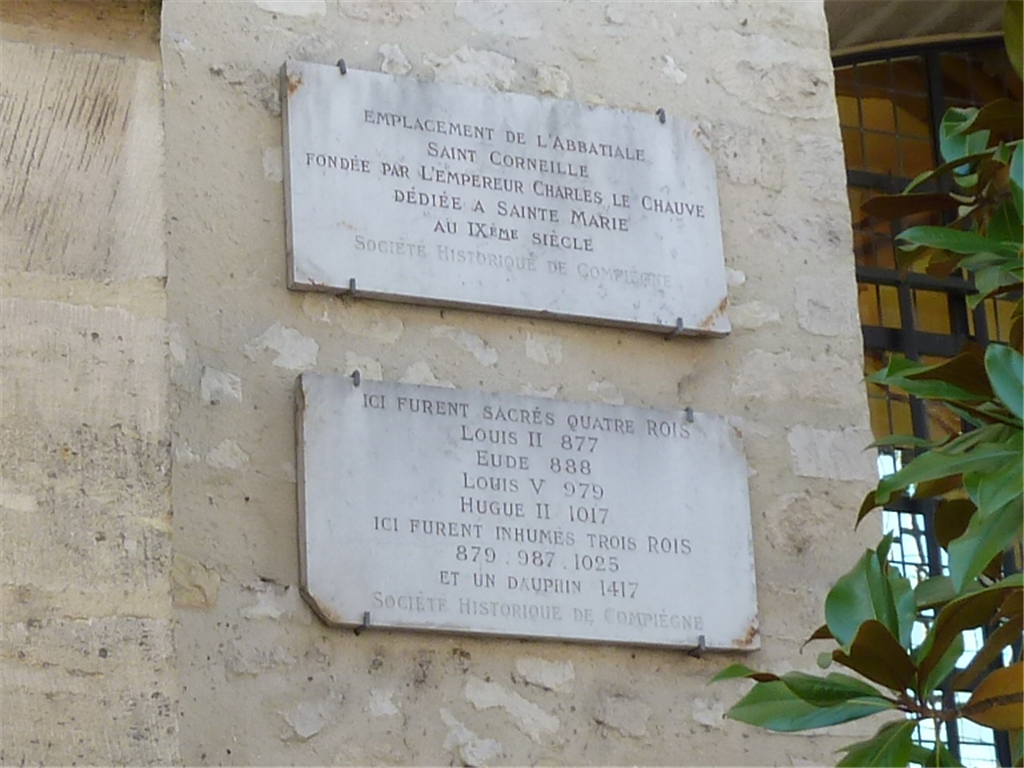 EMPLACEMENT DE L'ABBATIALE
SAINT CORNEILLE
FONDÉE PAR L'EMPEREUR CHARLES LE CHAUVE
DÉDIÉE A SAINTE MARIE
AU IXÈME SIÈCLE
SOCIÉTÉ HISTORIQUE DE COMPIÈGNE
ICI FURENT SACRÉS QUATRE ROIS
LOUIS II 877
EUDE 888
LOUIS V 979
HUGUE II 1017
ICI FURENT INHUMÉS TROIS ROIS
879.987.1025
ET UN DAUPHIN 1417
SOCIÉTÉ HISTORIQUE DE COMPIÈGNE